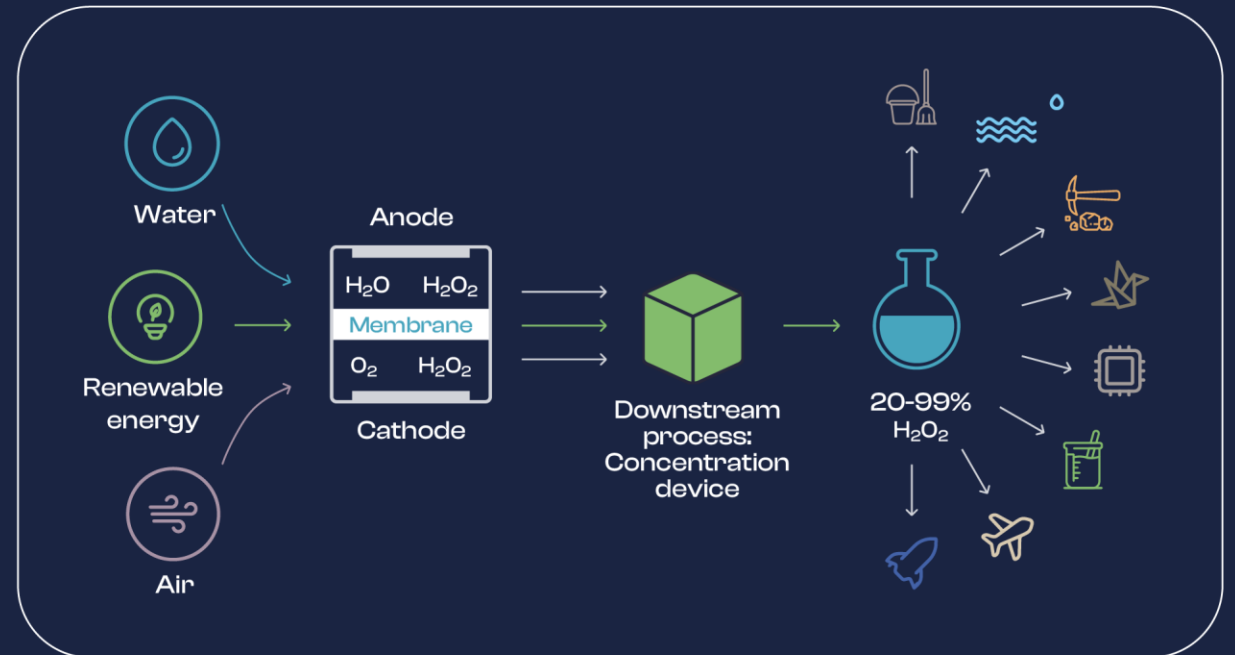 Water
Renewable
energy
Air
Anode
H₂O H₂O₂
Membrane
O₂ H₂O₂
Cathode
Downstream
process:
Concentration
device
20-99%
H₂O₂